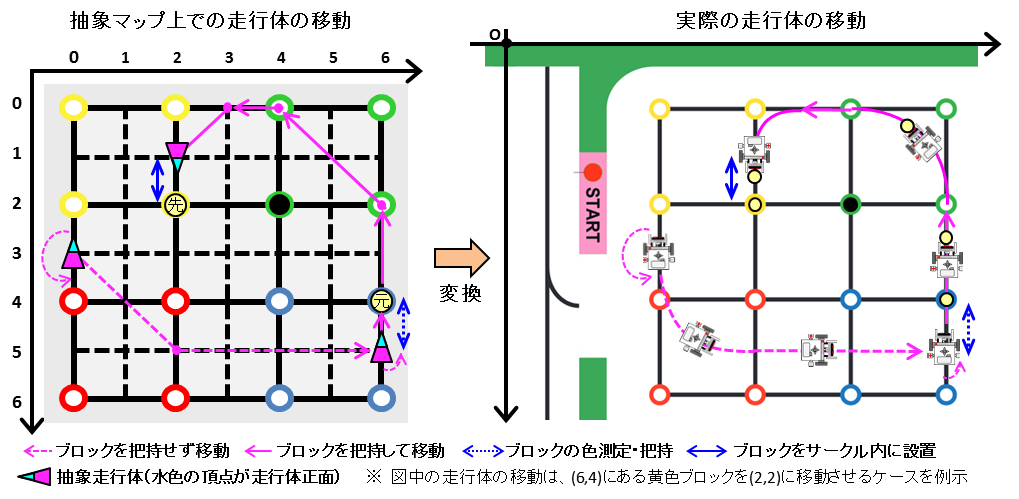 抽象マップ上での走行体の移動
実際の走行体の移動
0 1 2 3 4 5 6
0
1
2
3
4
5
6
先
元
変換
O
START
ブロックを把持せず移動
ブロックを把持して移動
ブロックの色測定・把持
ブロックをサークル内に設置
抽象走行体(水色の頂点が走行体正面)
※ 図中の走行体の移動は、(6,4)にある黄色ブロックを(2,2)に移動させるケースを例示